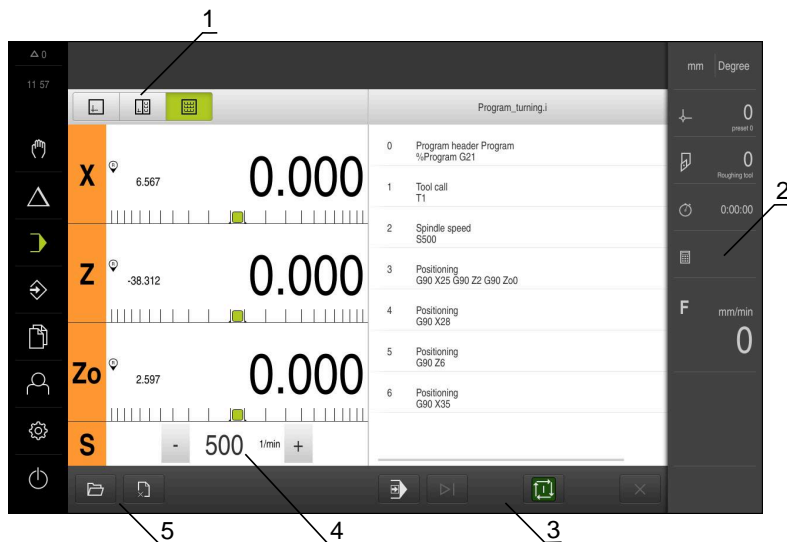 1
△ 0
11 57
mm Degree
Program_turning.i
0
preset 0
0
Roughing tool
0:00:00
2
F mm/min
0
X R 6.567 0.000
Z R -38.312 0.000
Zo R 2.597 0.000
S - 500 1/min +
0 Program header Program
%Program G21
1 Tool call
T1
2 Spindle speed
S500
3 Positioning
G90 X25 G90 Z2 G90 Zo0
4 Positioning
G90 X28
5 Positioning
G90 Z6
6 Positioning
G90 X35
5
4
3